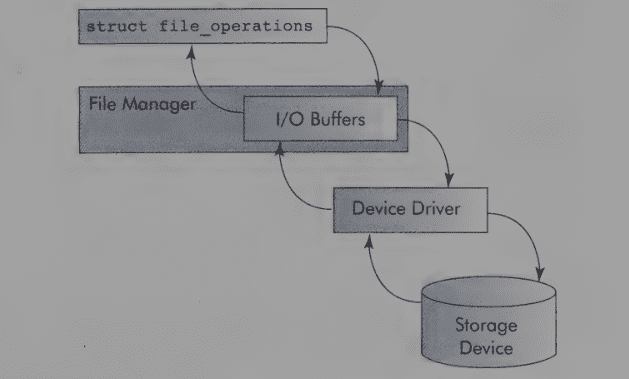 struct file_operations
File Manager
I/O Buffers
Device Driver
Storage
Device